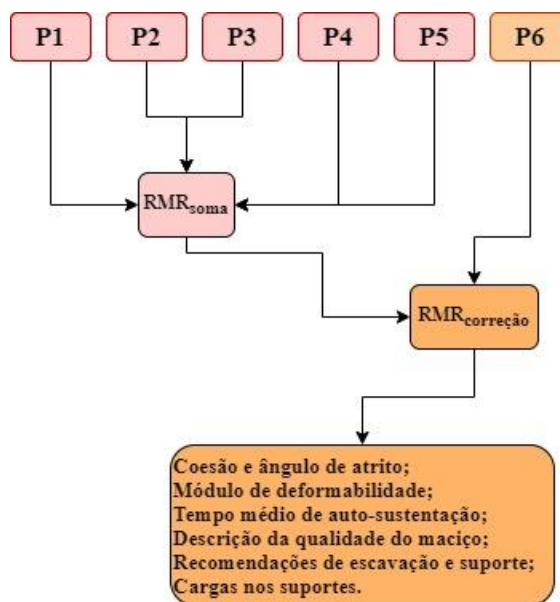 P1 P2 P3 P4 P5 P6
RMRsoma
RMRcorreção
Coesão e ângulo de atrito;
Módulo de deformabilidade;
Tempo médio de auto-sustentação;
Descrição da qualidade do maciço;
Recomendações de escavação e suporte;
Cargas nos suportes.